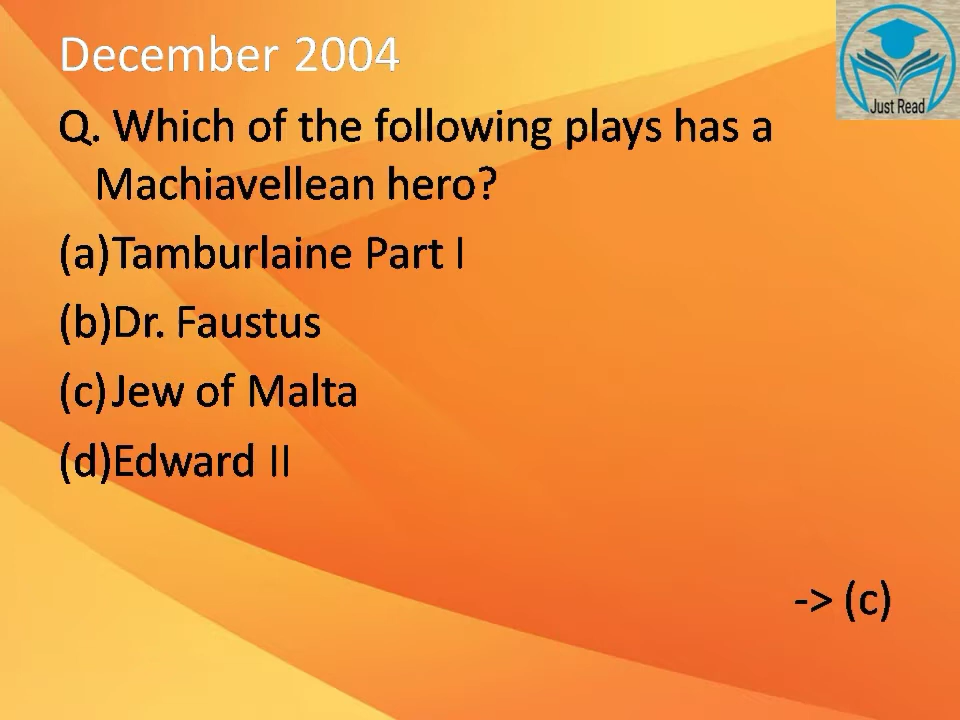 December 2004
Just Read
Q. Which of the following plays has a
Machiavellean hero?
(a)Tamburlaine Part I
(b)Dr. Faustus
(c)Jew of Malta
(d)Edward II
-> (c)